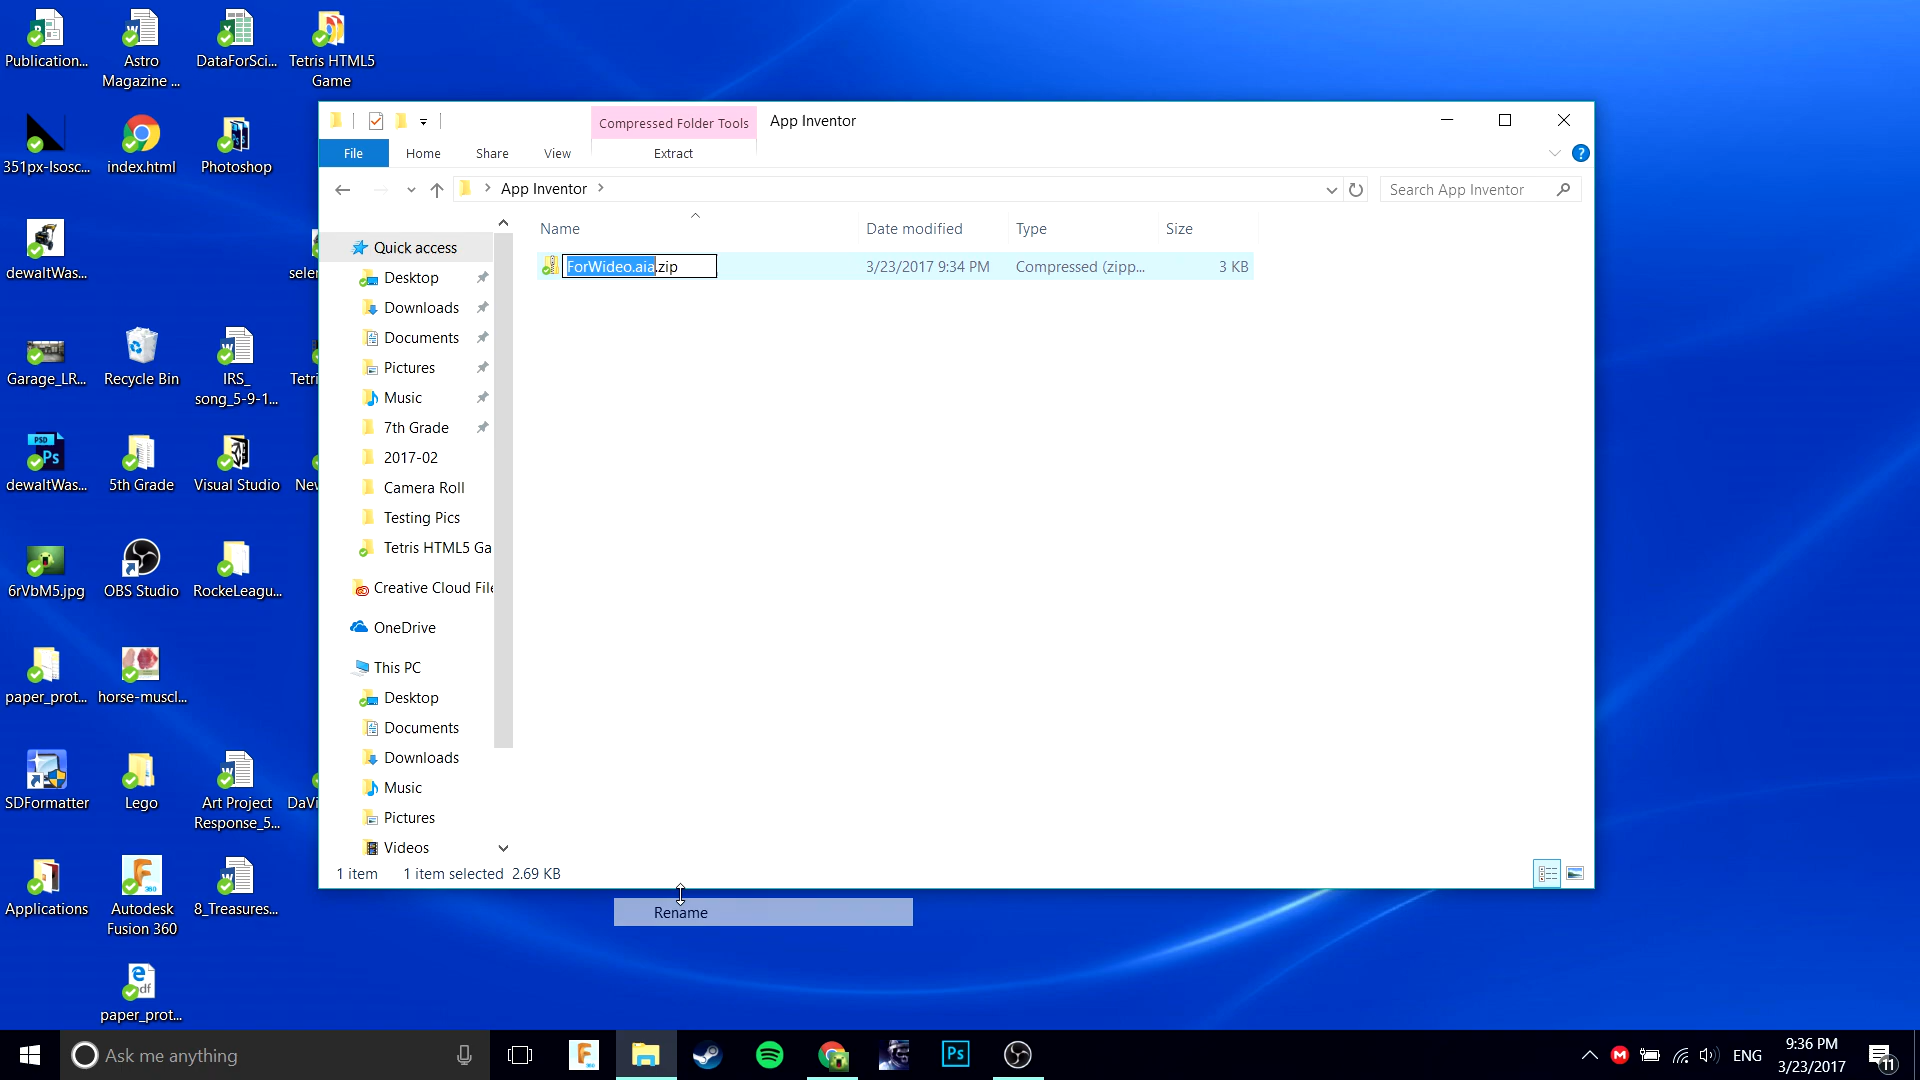 Publication...
Astro
Magazine ...
DataForSci...
Tetris HTML5
Game
351px-Isosc...
index.html
Photoshop
dewaltWas...
Garage_LR...
Recycle Bin
IRS_
song_5-9-1...
dewaltWas...
5th Grade
Visual Studio
6rVbM5.jpg
OBS Studio
RockeLeagu...
paper_prot...
horse-muscl...
SDFormatter
Lego
Art Project
Response_5...
Applications
Autodesk
Fusion 360
8_Treasures...
paper_prot...
Compressed Folder Tools
App Inventor
File
Home
Share
View
Extract
App Inventor
Search App Inventor
Name
Date modified
Type
Size
ForWideo.aia.zip
3/23/2017 9:34 PM
Compressed (zipp...
3 KB
Quick access
Desktop
Downloads
Documents
Pictures
Music
7th Grade
2017-02
Camera Roll
Testing Pics
Tetris HTML5 Ga
Creative Cloud File
OneDrive
This PC
Desktop
Documents
Downloads
Music
Pictures
Videos
1 item
1 item selected 2.69 KB
Rename
Ask me anything
ENG
9:36 PM
3/23/2017
11